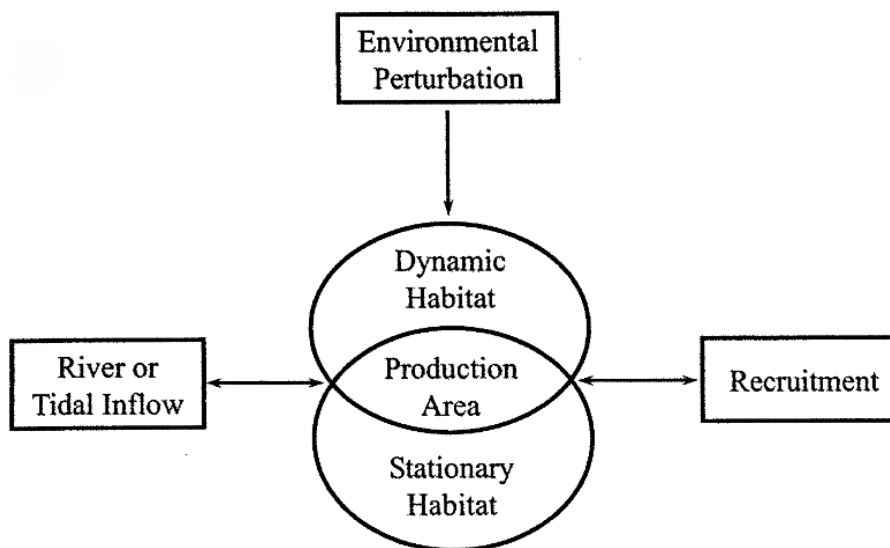 Environmental
Perturbation
Dynamic
Habitat
River or
Tidal Inflow
Production
Area
Recruitment
Stationary
Habitat